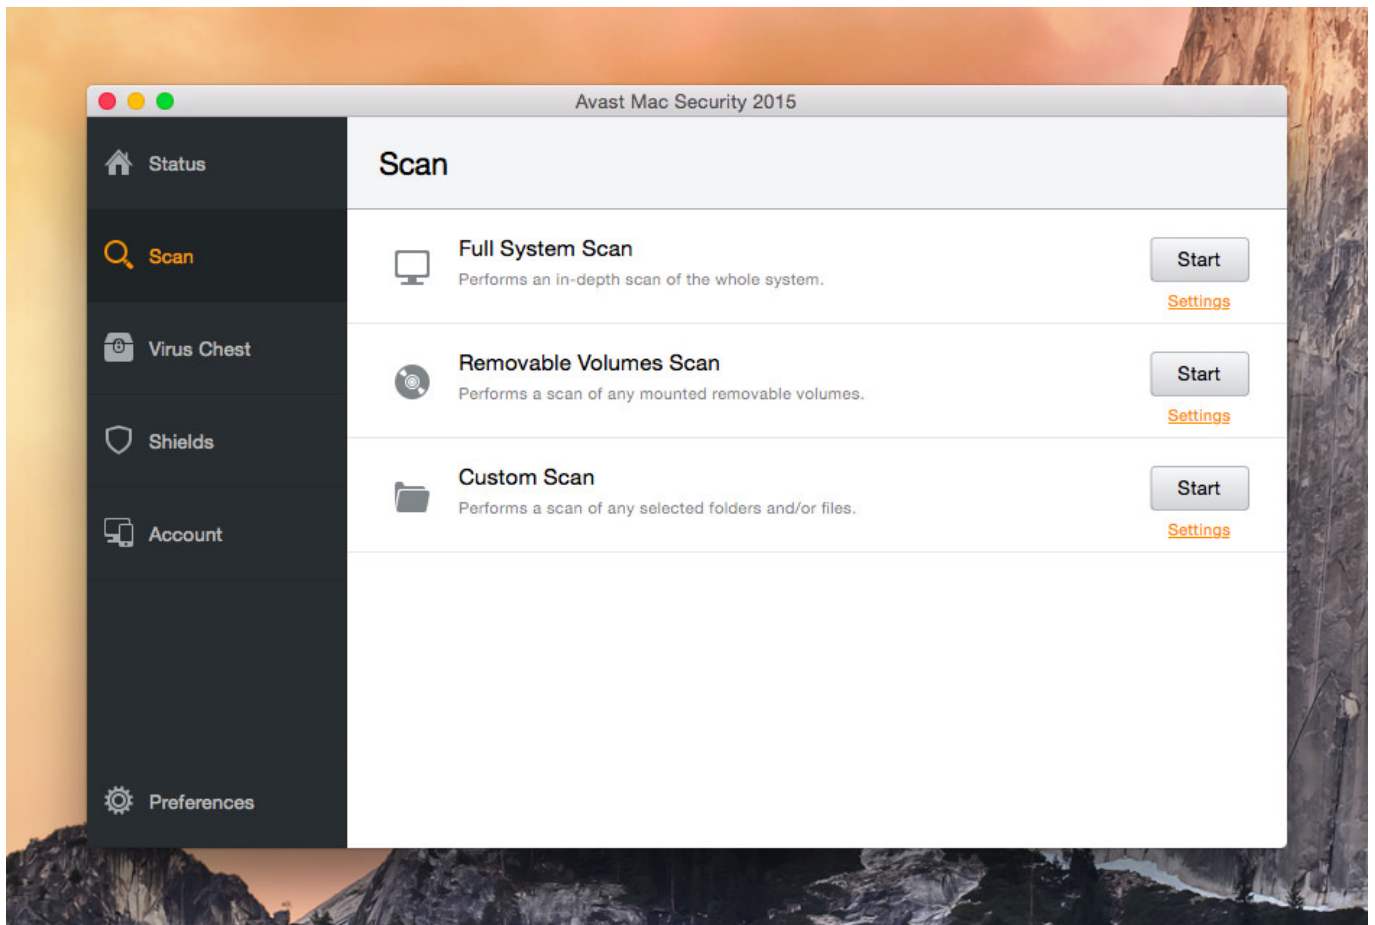 Avast Mac Security 2015
Status
Scan
Virus Chest
Shields
Account
Preferences
Scan
Full System Scan
Performs an in-depth scan of the whole system.
Start
Settings
Removable Volumes Scan
Performs a scan of any mounted removable volumes.
Start
Settings
Custom Scan
Performs a scan of any selected folders and/or files.
Start
Settings